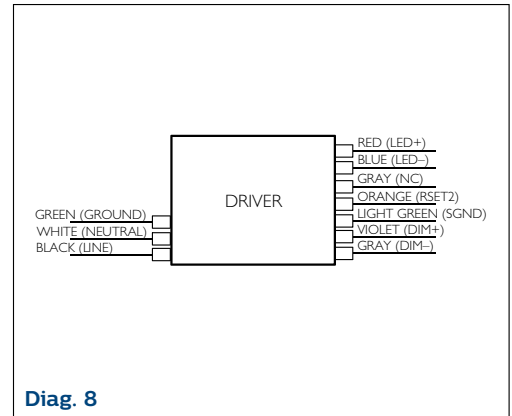 RED (LED+)
BLUE (LED–)
GRAY (NC)
DRIVER
ORANGE (RSET2)
GREEN (GROUND)
LIGHT GREEN (SGND)
WHITE (NEUTRAL)
VIOLET (DIM+)
BLACK (LINE)
GRAY (DIM–)
Diag. 8